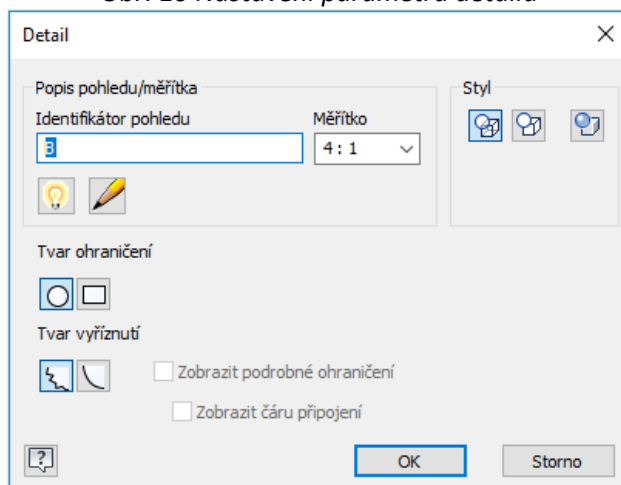 Detail
Popis pohledu/měřítka
Styl
Identifikátor pohledu
Měřítko
B
4 : 1
Tvar ohraničení
Tvar vyříznutí
Zobrazit podrobné ohraničení
Zobrazit čáru připojení
?
OK
Storno